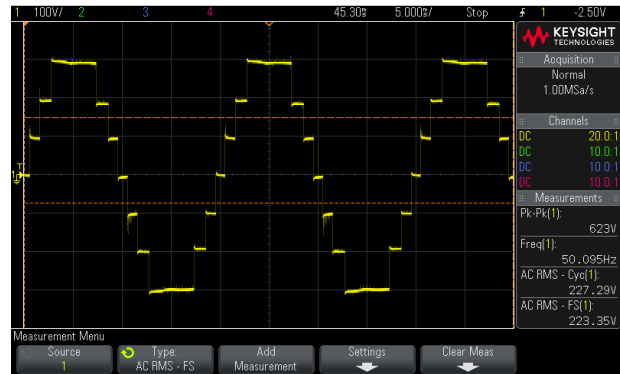 1 100V/ 2 3 4 45.30s 5.000s/ Stop 1 -2.50V
KEYSIGHT
TECHNOLOGIES
Acquisition
Normal
1.00MSa/s
Channels
DC 20.0:1
DC 10.0:1
DC 10.0:1
DC 10.0:1
Measurements
Pk-Pk(1):
623V
Freq(1):
50.095Hz
AC RMS - Cyc(1):
227.29V
AC RMS - FS(1):
223.35V
T
1
Measurement Menu
Source
1
Type:
AC RMS - FS
Add
Measurement
Settings
Clear Meas